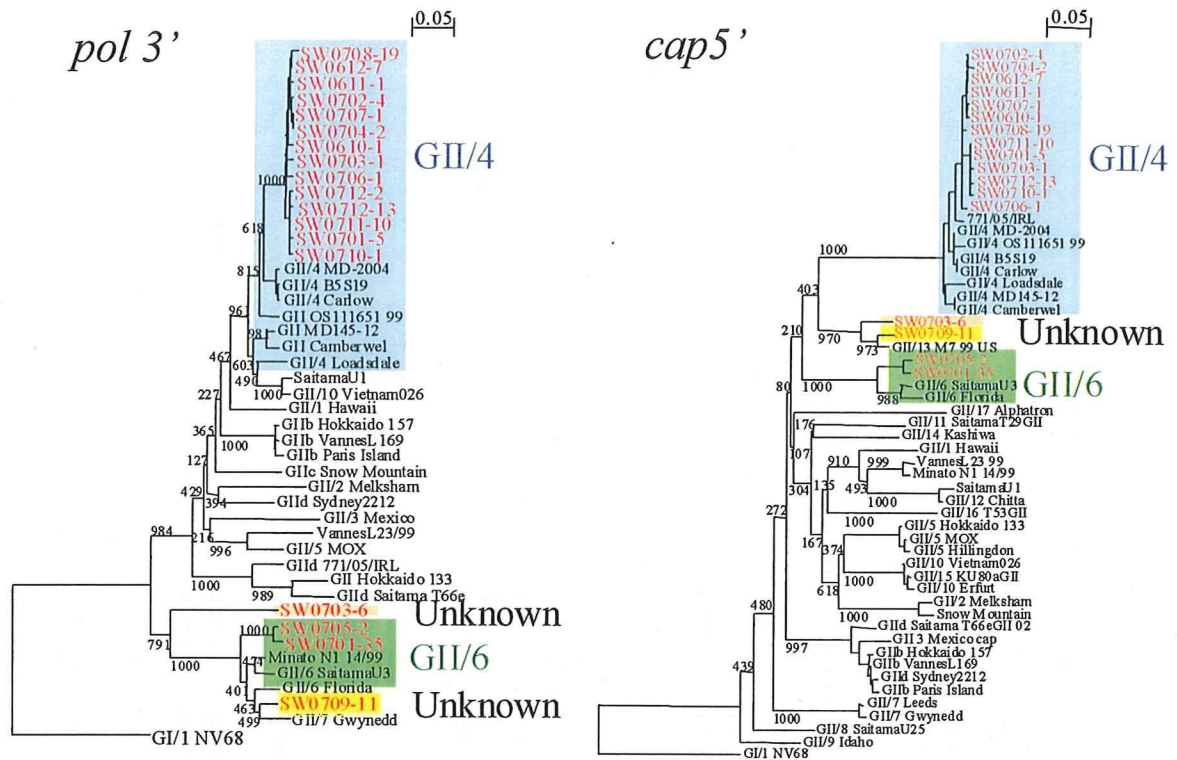 0.05
pol 3’
SW0708-19
SW0612-7
SW0611-1
SW0702-4
SW0707-1
SW0704-2
SW0610-1
SW0703-1
SW0706-1
SW0712-2
SW0712-13
SW0711-10
SW0701-5
SW0710-1
GII/4 MD-2004
GII/4 B5S19
GII/4 Carlow
GII OS111651 99
GII MD145-12
GII Camberwel
GII/4 Loadsdale
SaitamaU1
GII/10 Vietnam026
GII/1 Hawaii
GIIb Hokkaido 157
GIIb VannesL169
GIIb Paris Island
GIIc Snow Mountain
GII/2 Melksham
GIId Sydney2212
GII/3 Mexico
VannesL23/99
GII/5 MOX
GIId 771/05/IRL
GII Hokkaido 133
GIId Saitama T66e
SW0703-6
SW0705-2
SW0701-35
Minato N1 14/99
GII/6 SaitamaU3
GII/6 Florida
SW0709-11
GII/7 Gwynedd
GI/1 NV68
GII/4
Unknown
GII/6
Unknown
1000
618
815
961
98
603
490
1000
467
227
365
1000
127
429
394
984
216
996
1000
989
791
1000
1000
474
401
463
499
0.05
cap5’
SW0702-4
SW0704-2
SW0612-7
SW0611-1
SW0707-1
SW0610-1
SW0708-19
SW0711-10
SW0701-5
SW0703-1
SW0712-13
SW0710-1
SW0706-1
771/05/IRL
GII/4 MD-2004
GII/4 OS111651 99
GII/4 B5S19
GII/4 Carlow
GII/4 Loadsdale
GII/4 MD145-12
GII/4 Camberwel
SW0703-6
SW0709-11
GII/13 M7 99 US
SW0705-2
SW0701-35
GII/6 SaitamaU3
GII/6 Florida
GII/17 Alphatron
GII/11 SaitamaT29GII
GII/14 Kashiwa
GII/1 Hawaii
VannesL23 99
Minato N1 14/99
SaitamaU1
GII/12 Chitta
GII/16 T53GII
GII/5 Hokkaido 133
GII/5 MOX
GII/5 Hillingdon
GII/10 Vietnam026
GII/15 KU80aGII
GII/10 Erfurt
GII/2 Melksham
Snow Mountain
GIId Saitama T66eGII 02
GII 3 Mexico cap
GIIb Hokkaido 157
GIIb VannesL169
GIId Sydney2212
GIIb Paris Island
GII/7 Leeds
GII/7 Gwynedd
GII/8 SaitamaU25
GII/9 Idaho
GI/1 NV68
GII/4
Unknown
GII/6
1000
403
210
970
973
80
1000
988
176
107
910
999
304
135
493
1000
272
1000
167
374
1000
618
480
1000
997
439
1000